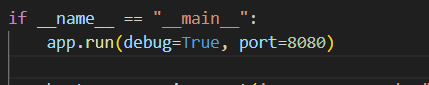 if __name__ == "__main__":
    app.run(debug=True, port=8080)